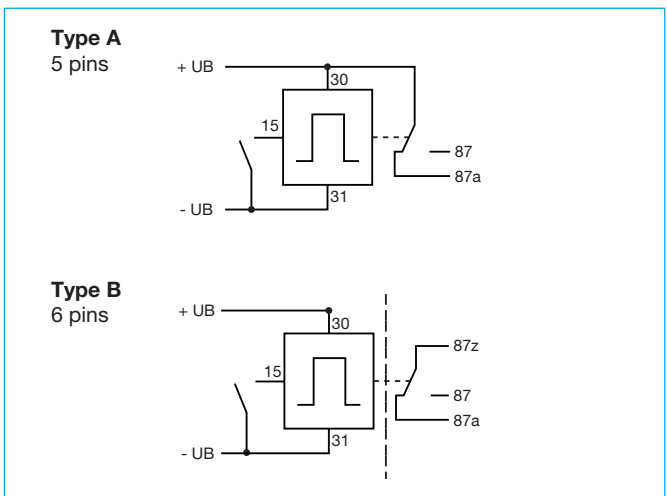 Type A
5 pins
+ UB
30
15
87
87a
31
- UB
Type B
6 pins
+ UB
30
87z
15
87
87a
31
- UB